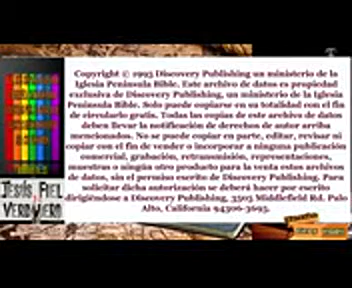 Copyright © 1993 Discovery Publishing un ministerio de la
Iglesia Peninsula Bible. Este archivo de datos es propiedad
exclusiva de Discovery Publishing, un ministerio de la Iglesia
Peninsula Bible. Solo puede copiarse en su totalidad con el fin
de circularlo gratis. Todas las copias de este archivo de datos
deben llevar la notificación de derechos de autor arriba
mencionados. No se puede copiar en parte, editar, revisar ni
copiar con el fin de vender o incorporar a ninguna publicación
comercial, grabación, retransmisión, representaciones,
muestras o ningún otro producto para la venta estos archivos
de datos, sin el permiso escrito de Discovery Publishing. Para
solicitar dicha autorización se deberá hacer por escrito
dirigiéndose a Discovery Publishing, 3505 Middlefield Rd. Palo
Alto, California 94306-3695.
JESÚS FIEL
Y
VERDADERO